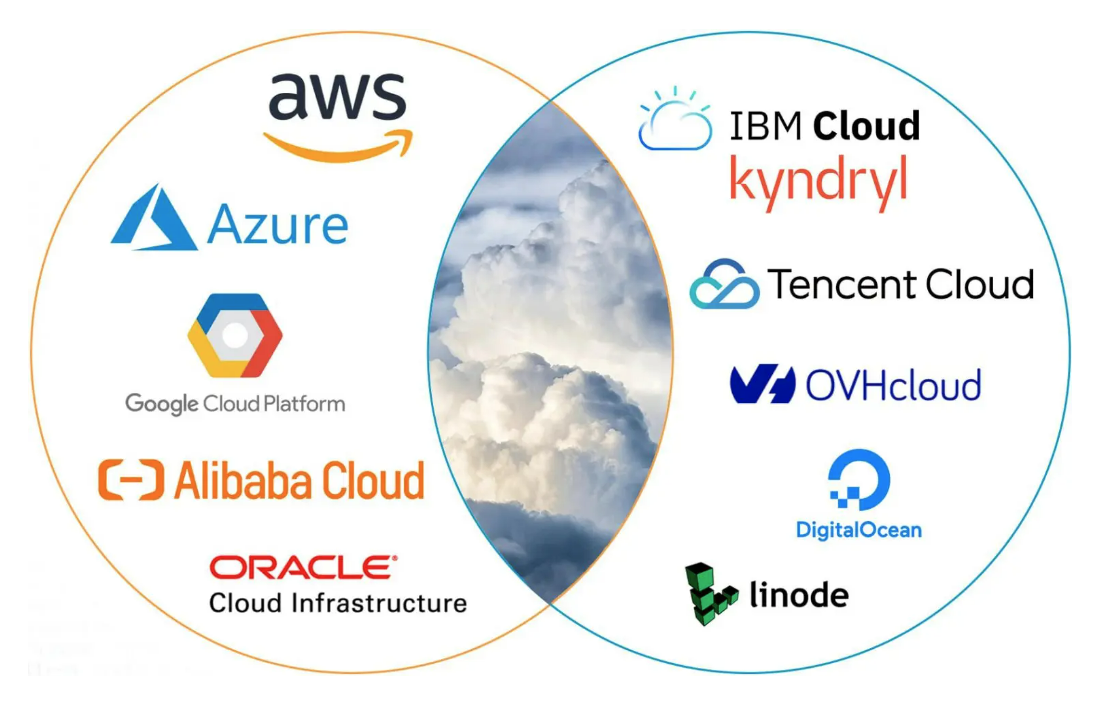 aws
Azure
Google Cloud Platform
Alibaba Cloud
ORACLE®
Cloud Infrastructure
IBM Cloud
kyndryl
Tencent Cloud
OVHcloud
DigitalOcean
linode